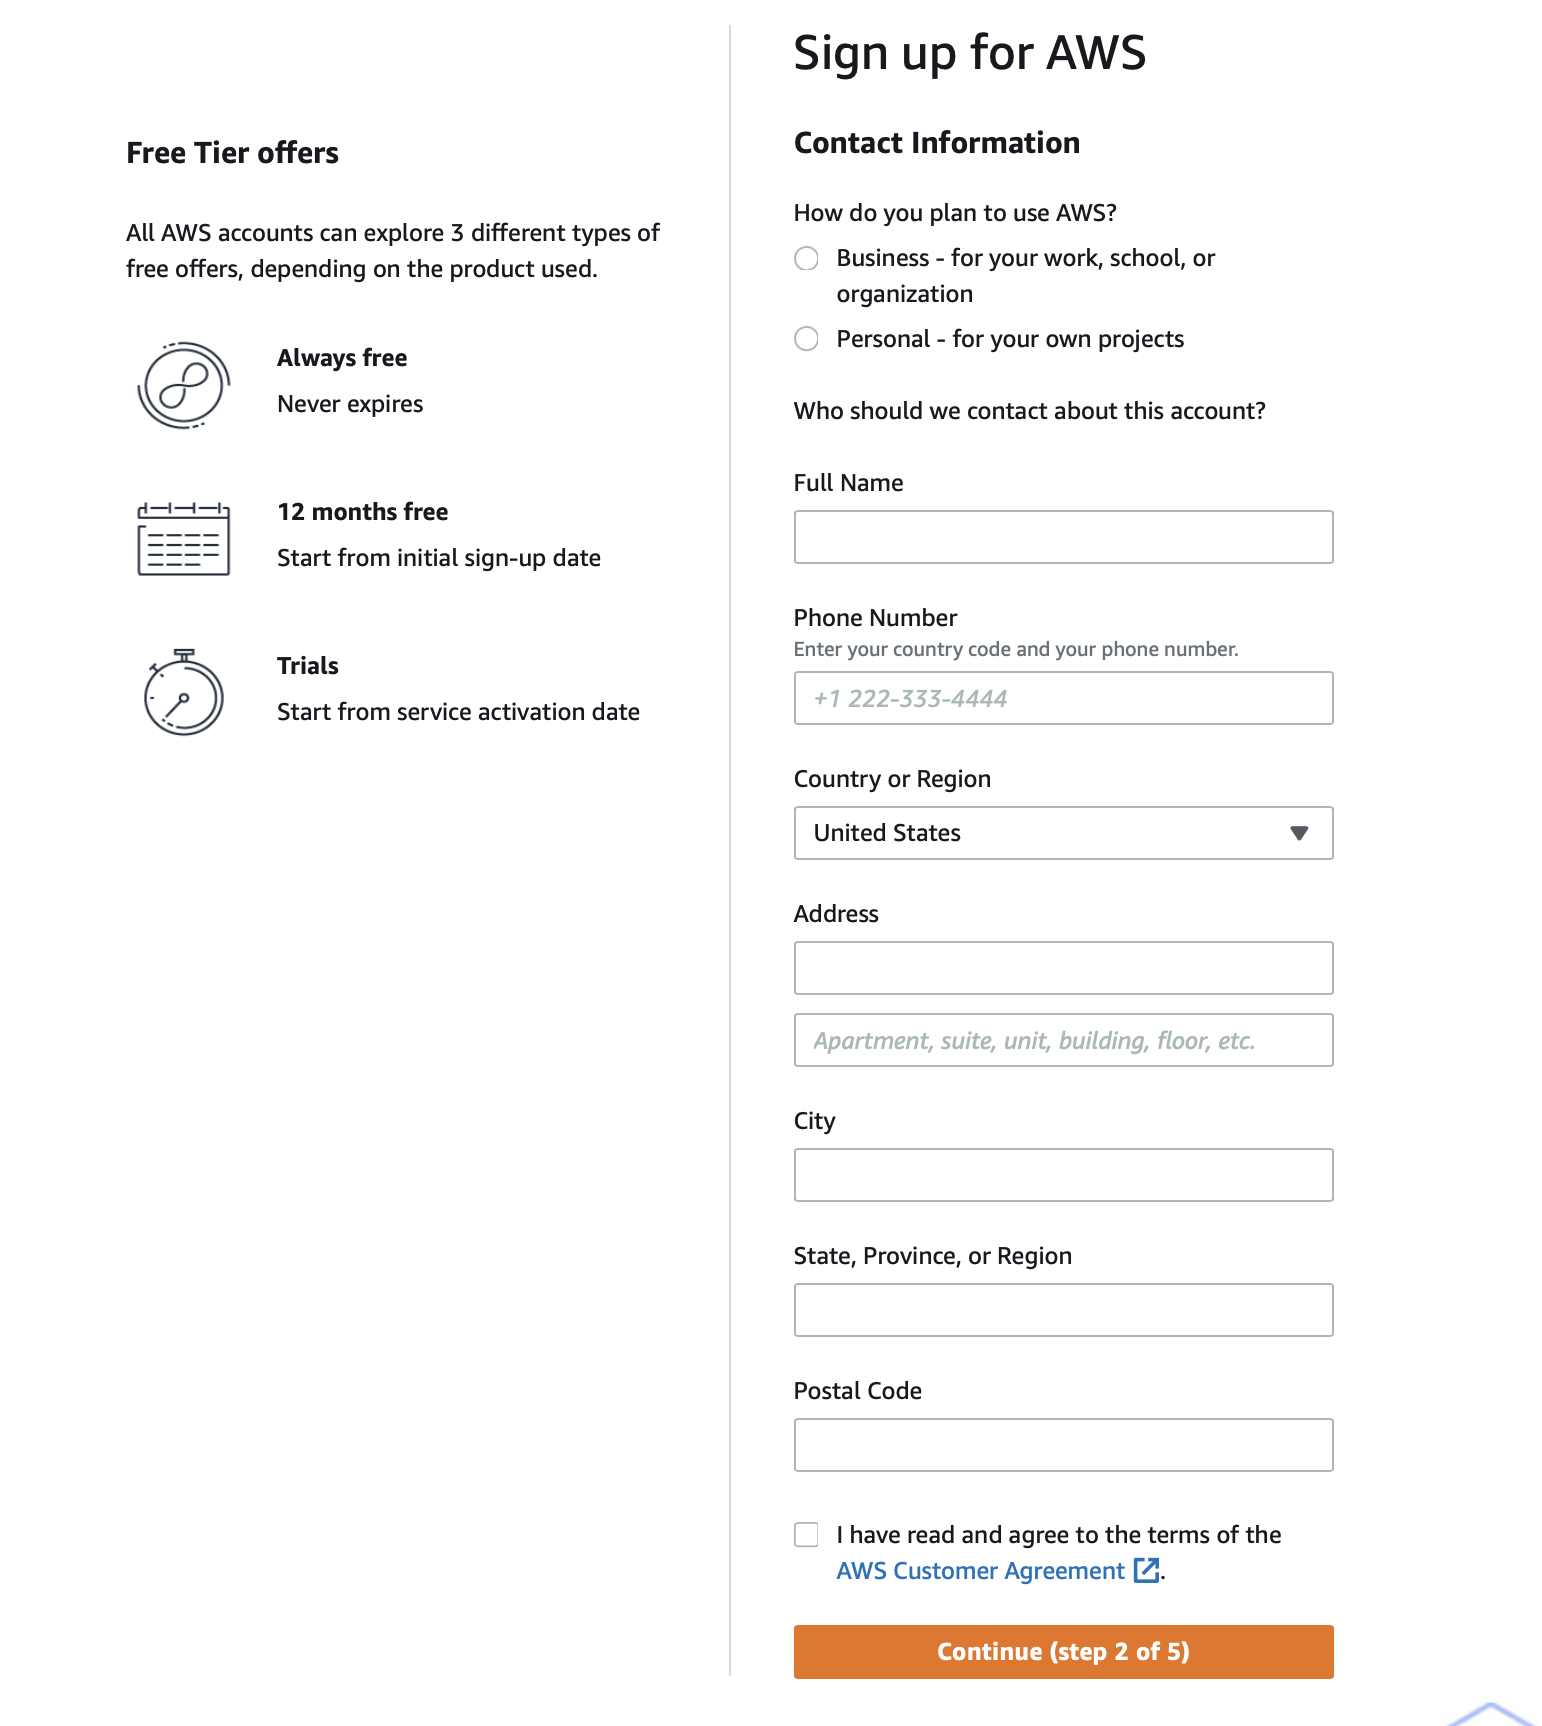 Free Tier offers
All AWS accounts can explore 3 different types of
free offers, depending on the product used.
Always free
Never expires
12 months free
Start from initial sign-up date
Trials
Start from service activation date
Sign up for AWS
Contact Information
How do you plan to use AWS?
Business - for your work, school, or
organization
Personal - for your own projects
Who should we contact about this account?
Full Name
Phone Number
Enter your country code and your phone number.
+1 222-333-4444
Country or Region
United States
Address
Apartment, suite, unit, building, floor, etc.
City
State, Province, or Region
Postal Code
I have read and agree to the terms of the
AWS Customer Agreement.
Continue (step 2 of 5)